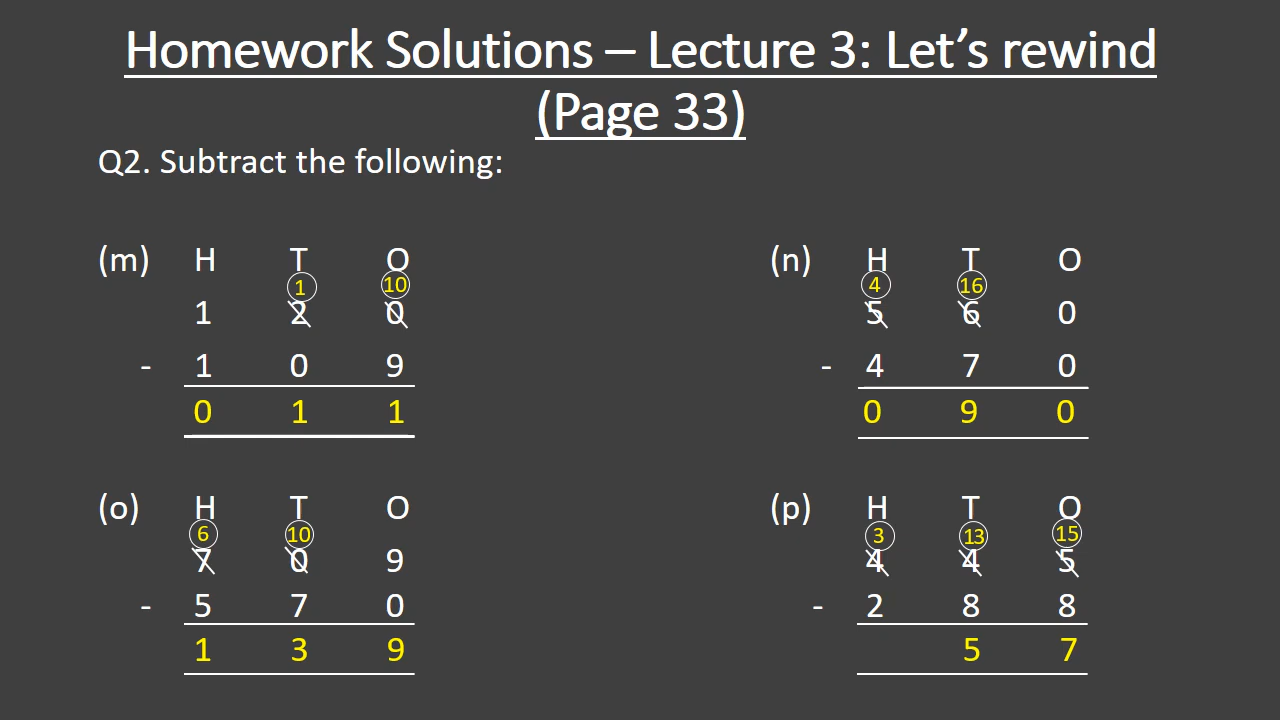 Homework Solutions – Lecture 3: Let’s rewind
(Page 33)
Q2. Subtract the following:
(m) H T O
1 10
1 2 0
- 1 0 9
0 1 1
(n) H T O
4 16
5 6 0
- 4 7 0
0 9 0
(o) H T O
6 10
7 0 9
- 5 7 0
1 3 9
(p) H T O
3 13 15
4 4 5
- 2 8 8
5 7